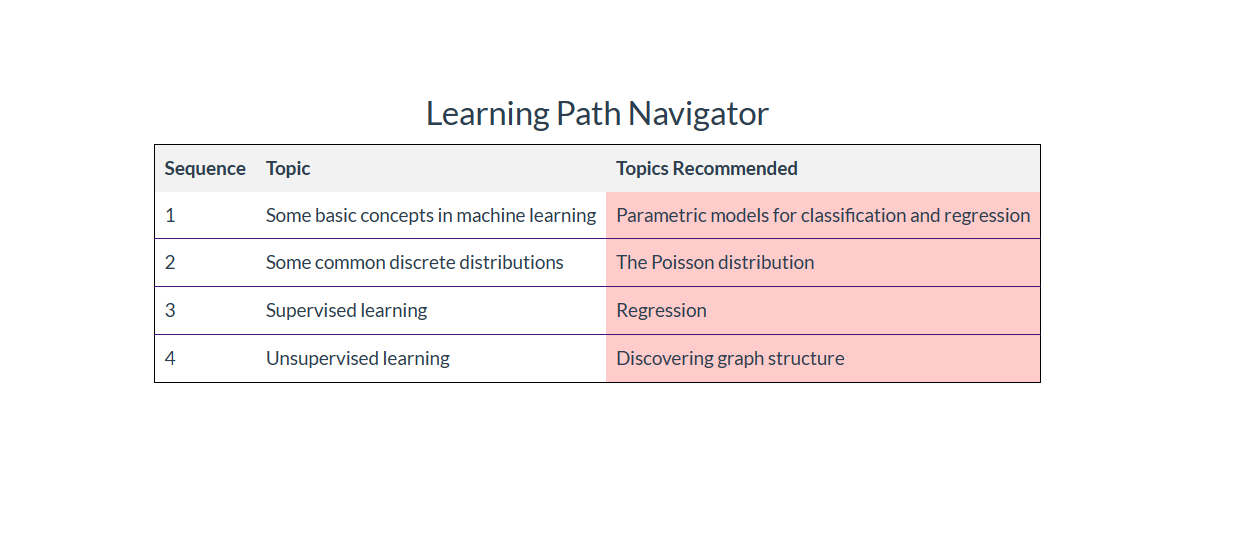 Learning Path Navigator
Sequence Topic Topics Recommended
1 Some basic concepts in machine learning Parametric models for classification and regression
2 Some common discrete distributions The Poisson distribution
3 Supervised learning Regression
4 Unsupervised learning Discovering graph structure